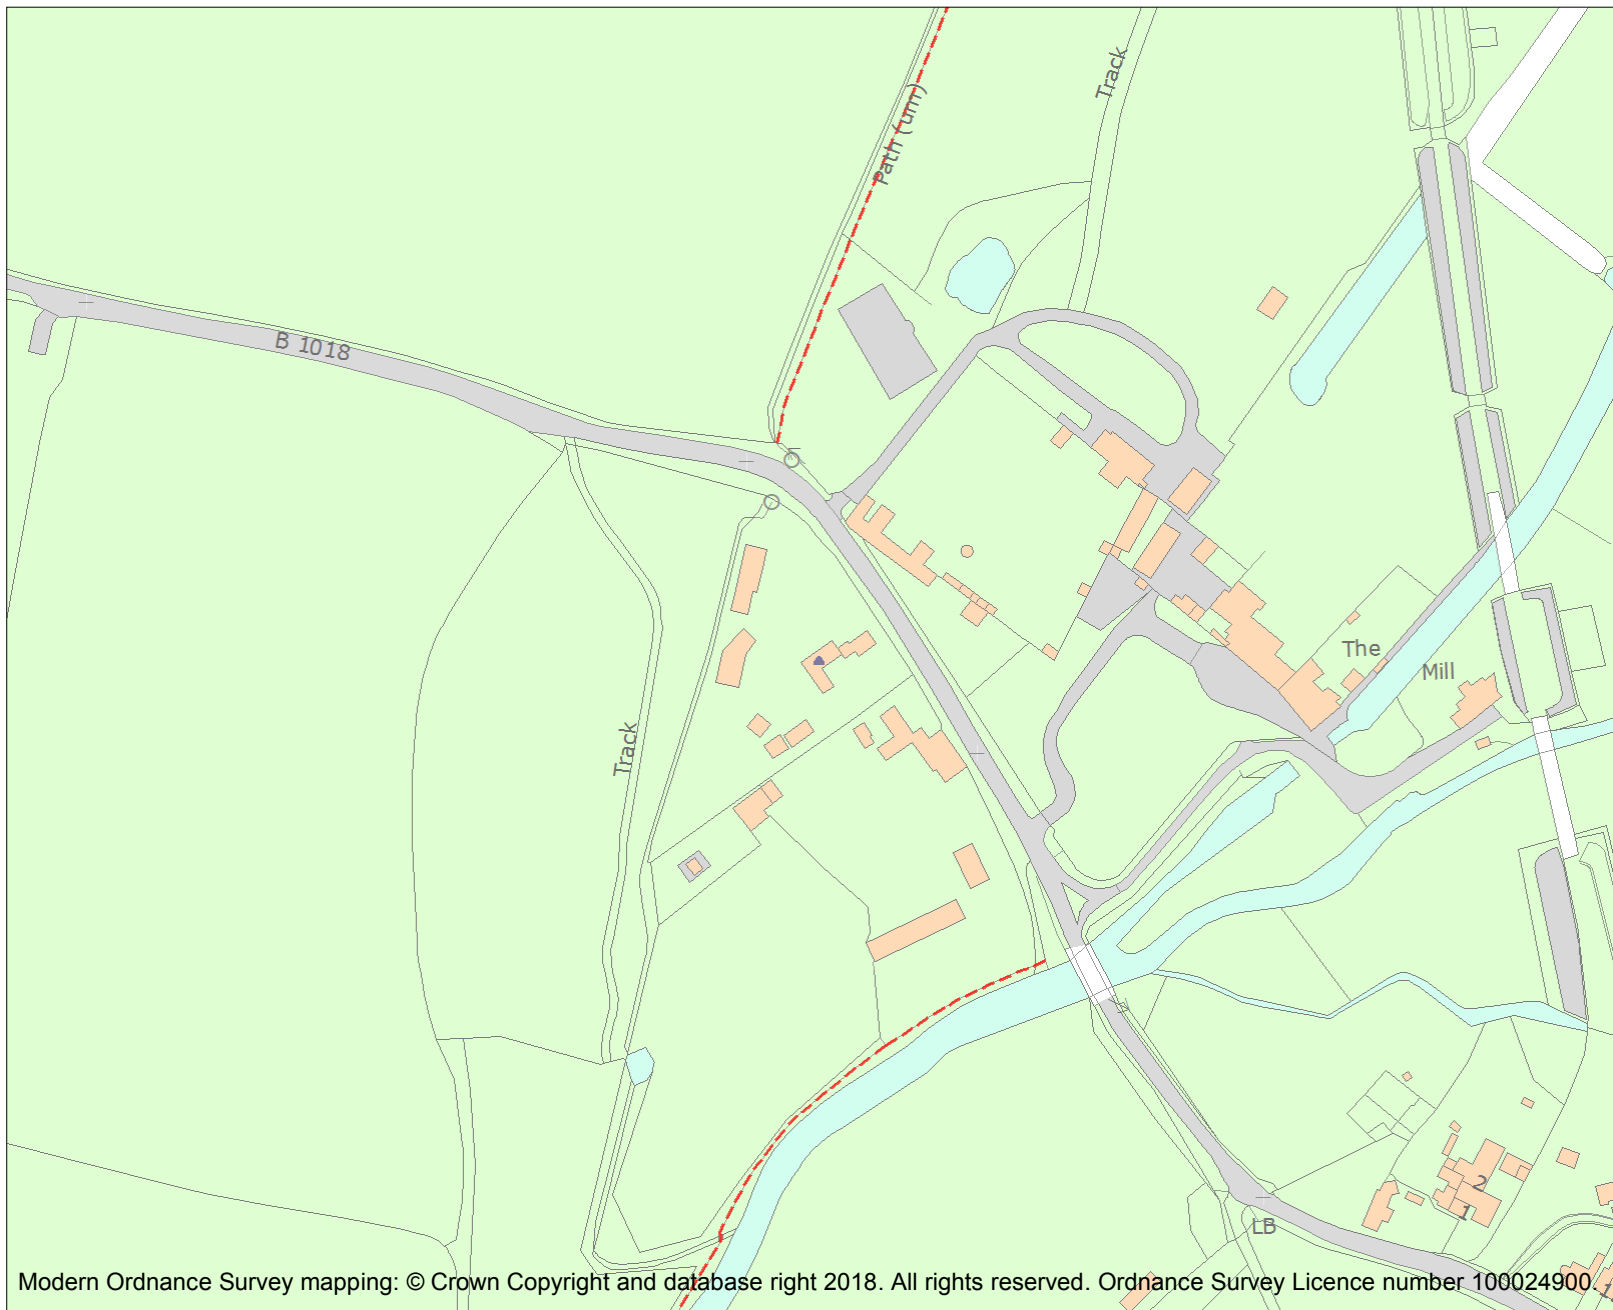 Track
Path (um)
B 1018
The
Mill
Track
2
1
LB
1
Modern Ordnance Survey mapping: © Crown Copyright and database right 2018. All rights reserved. Ordnance Survey Licence number 100024900.